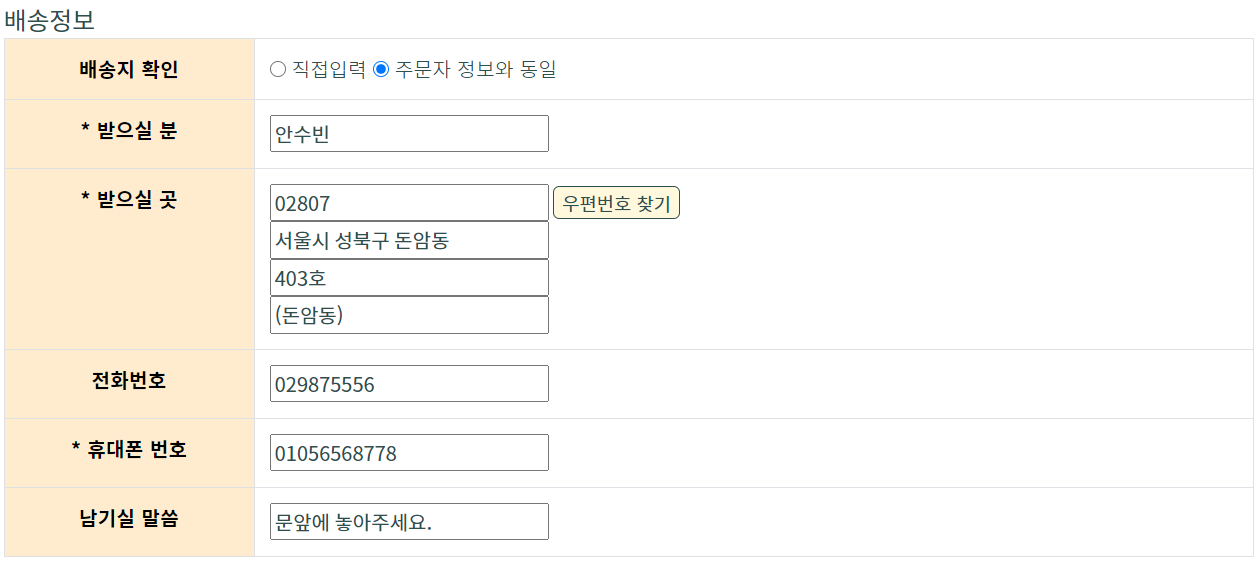 배송정보
배송지 확인 직접입력 주문자 정보와 동일
* 받으실 분 안수빈
* 받으실 곳 02807 우편번호 찾기
서울시 성북구 돈암동
403호
(돈암동)
전화번호 029875556
* 휴대폰 번호 01056568778
남기실 말씀 문앞에 놓아주세요.